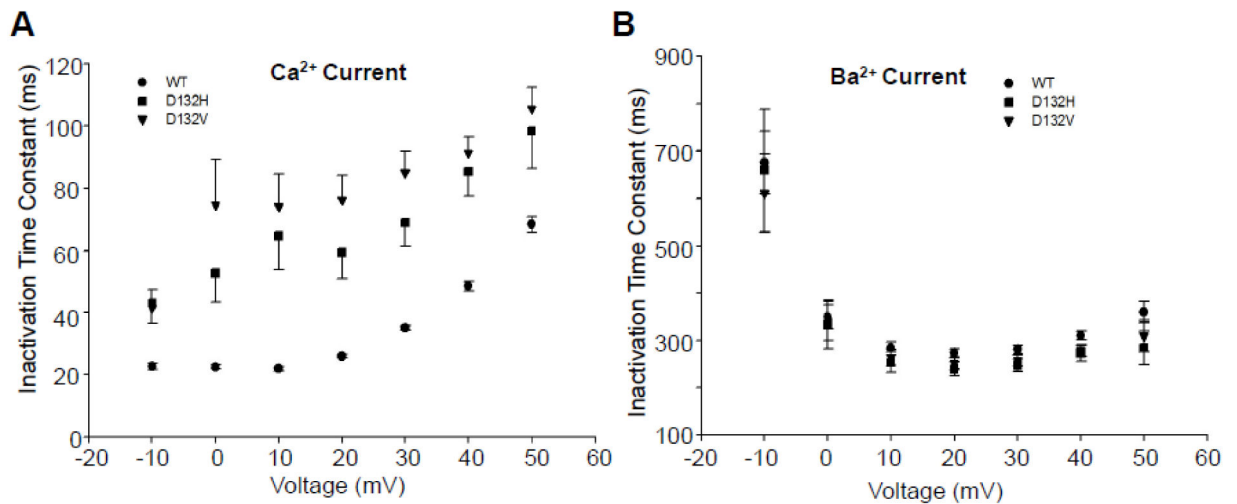 A
Ca²⁺ Current
WT
D132H
D132V
Inactivation Time Constant (ms)
120
100
80
60
40
20
0
-20 -10 0 10 20 30 40 50 60
Voltage (mV)
B
Ba²⁺ Current
WT
D132H
D132V
Inactivation Time Constant (ms)
900
700
500
300
100
-20 -10 0 10 20 30 40 50 60
Voltage (mV)